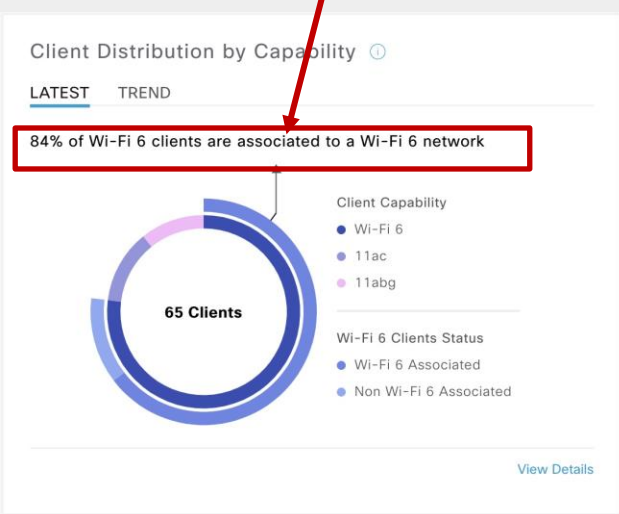 Client Distribution by Capability
LATEST TREND
84% of Wi-Fi 6 clients are associated to a Wi-Fi 6 network
65 Clients
Client Capability
Wi-Fi 6
11ac
11abg
Wi-Fi 6 Clients Status
Wi-Fi 6 Associated
Non Wi-Fi 6 Associated
View Details